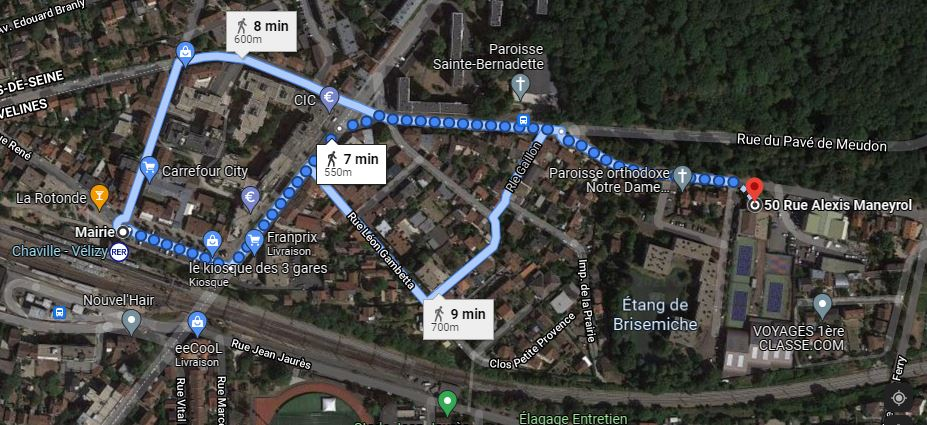 Av. Edouard Branly
8 min
600m
S-DE-SEINE
VELINES
Paroisse
Sainte-Bernadette
CIC
Rue du Pavé de Meudon
Rue René
7 min
550m
Rle Gaillon
Carrefour City
Paroisse orthodoxe
Notre Dame…
La Rotonde
50 Rue Alexis Maneyrol
Mairie
Chaville - Vélizy
RER
Franprix
Livraison
le kiosque des 3 gares
Kiosque
Rue Léon Gambetta
Imp. de la Prairie
Nouvel'Hair
9 min
700m
Étang de
Brisemiche
VOYAGES 1ère
CLASSE.COM
eeCooL
Livraison
Rue Jean Jaurès
Clos Petite Provence
Ferry
Rue Vital
Rue Marc
Élagage Entretien